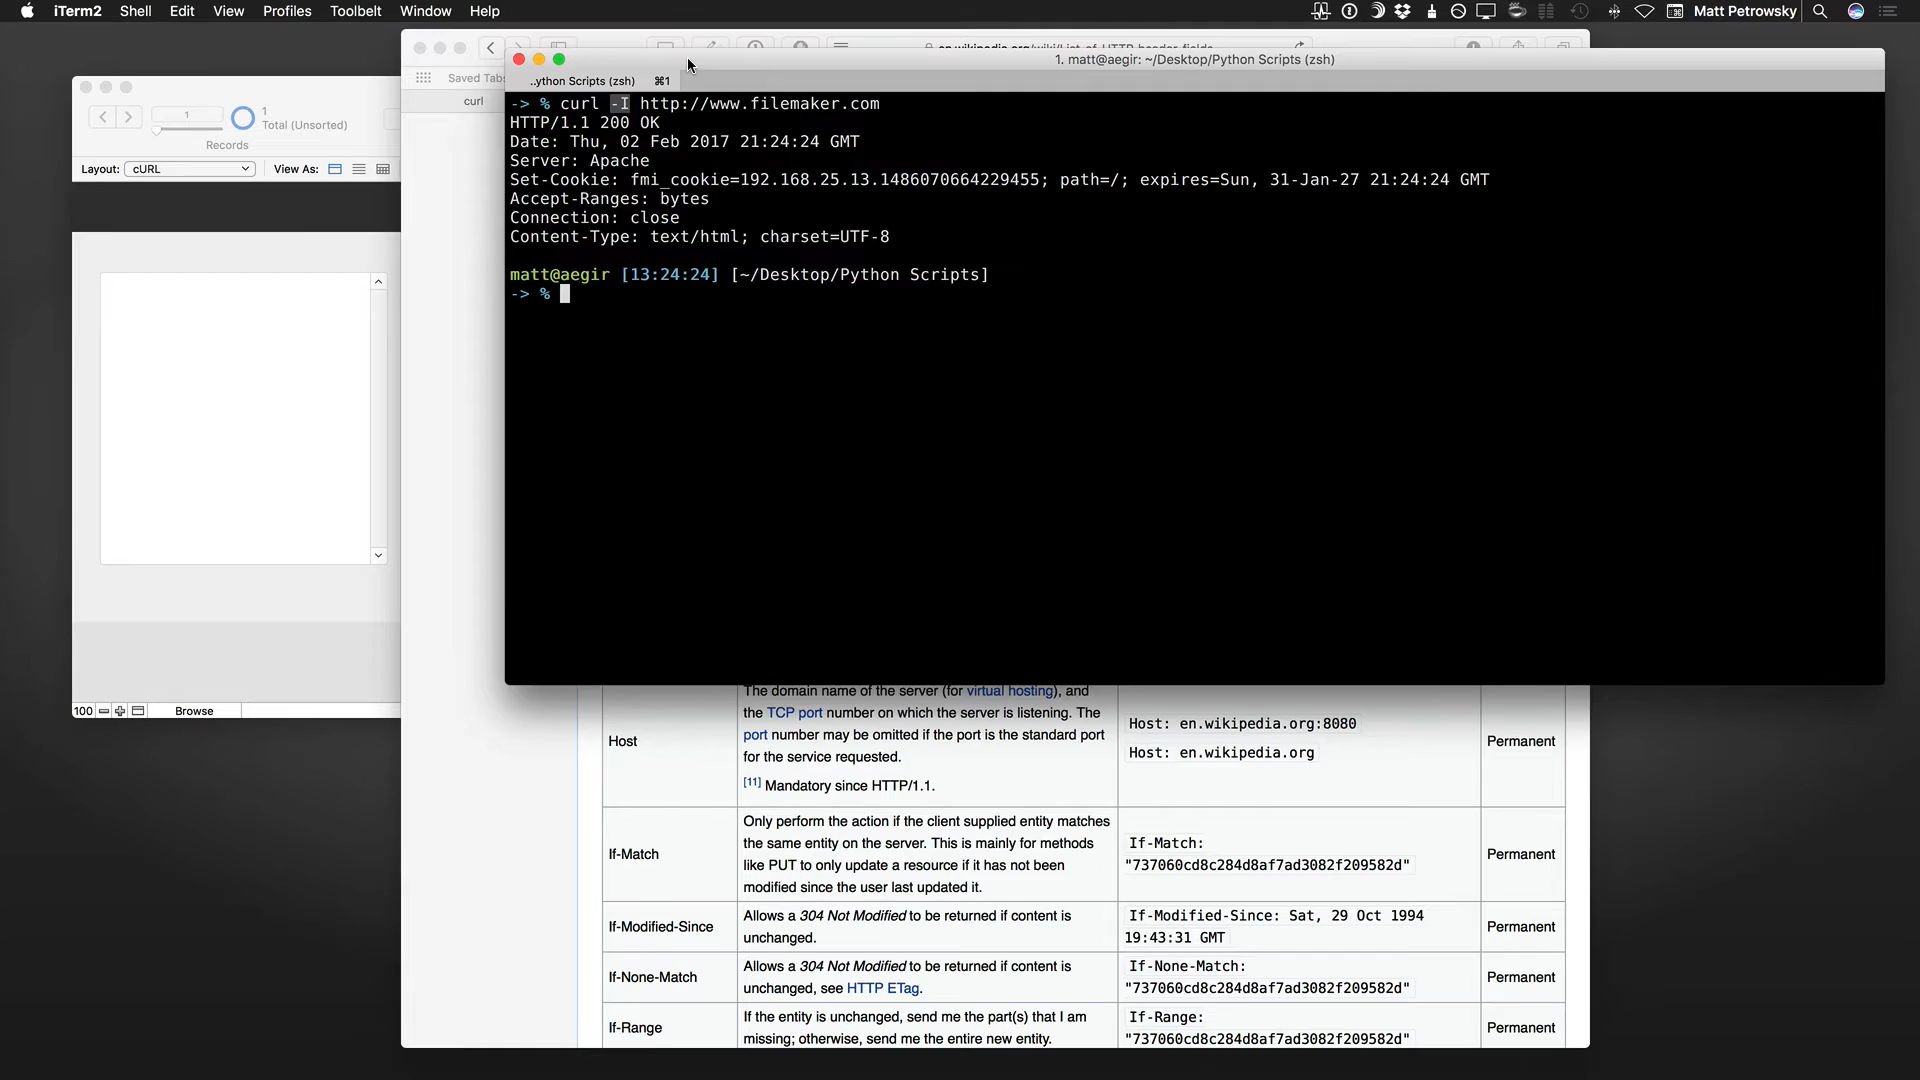 iTerm2 Shell Edit View Profiles Toolbelt Window Help Matt Petrowsky
en.wikipedia.org/wiki/List_of_HTTP_header_fields
1. matt@aegir: ~/Desktop/Python Scripts (zsh)
Saved Tabs
..ython Scripts (zsh) ⌘1
curl
1
1
Total (Unsorted)
Records
Layout: cURL View As:
-> % curl -I http://www.filemaker.com
HTTP/1.1 200 OK
Date: Thu, 02 Feb 2017 21:24:24 GMT
Server: Apache
Set-Cookie: fmi_cookie=192.168.25.13.1486070664229455; path=/; expires=Sun, 31-Jan-27 21:24:24 GMT
Accept-Ranges: bytes
Connection: close
Content-Type: text/html; charset=UTF-8
matt@aegir [13:24:24] [~/Desktop/Python Scripts]
-> %
100 Browse
Host
The domain name of the server (for virtual hosting), and
the TCP port number on which the server is listening. The
port number may be omitted if the port is the standard port
for the service requested.
[11] Mandatory since HTTP/1.1.
Host: en.wikipedia.org:8080
Host: en.wikipedia.org
Permanent
If-Match
Only perform the action if the client supplied entity matches
the same entity on the server. This is mainly for methods
like PUT to only update a resource if it has not been
modified since the user last updated it.
If-Match:
"737060cd8c284d8af7ad3082f209582d"
Permanent
If-Modified-Since
Allows a 304 Not Modified to be returned if content is
unchanged.
If-Modified-Since: Sat, 29 Oct 1994
19:43:31 GMT
Permanent
If-None-Match
Allows a 304 Not Modified to be returned if content is
unchanged, see HTTP ETag.
If-None-Match:
"737060cd8c284d8af7ad3082f209582d"
Permanent
If-Range
If the entity is unchanged, send me the part(s) that I am
missing; otherwise, send me the entire new entity.
If-Range:
"737060cd8c284d8af7ad3082f209582d"
Permanent